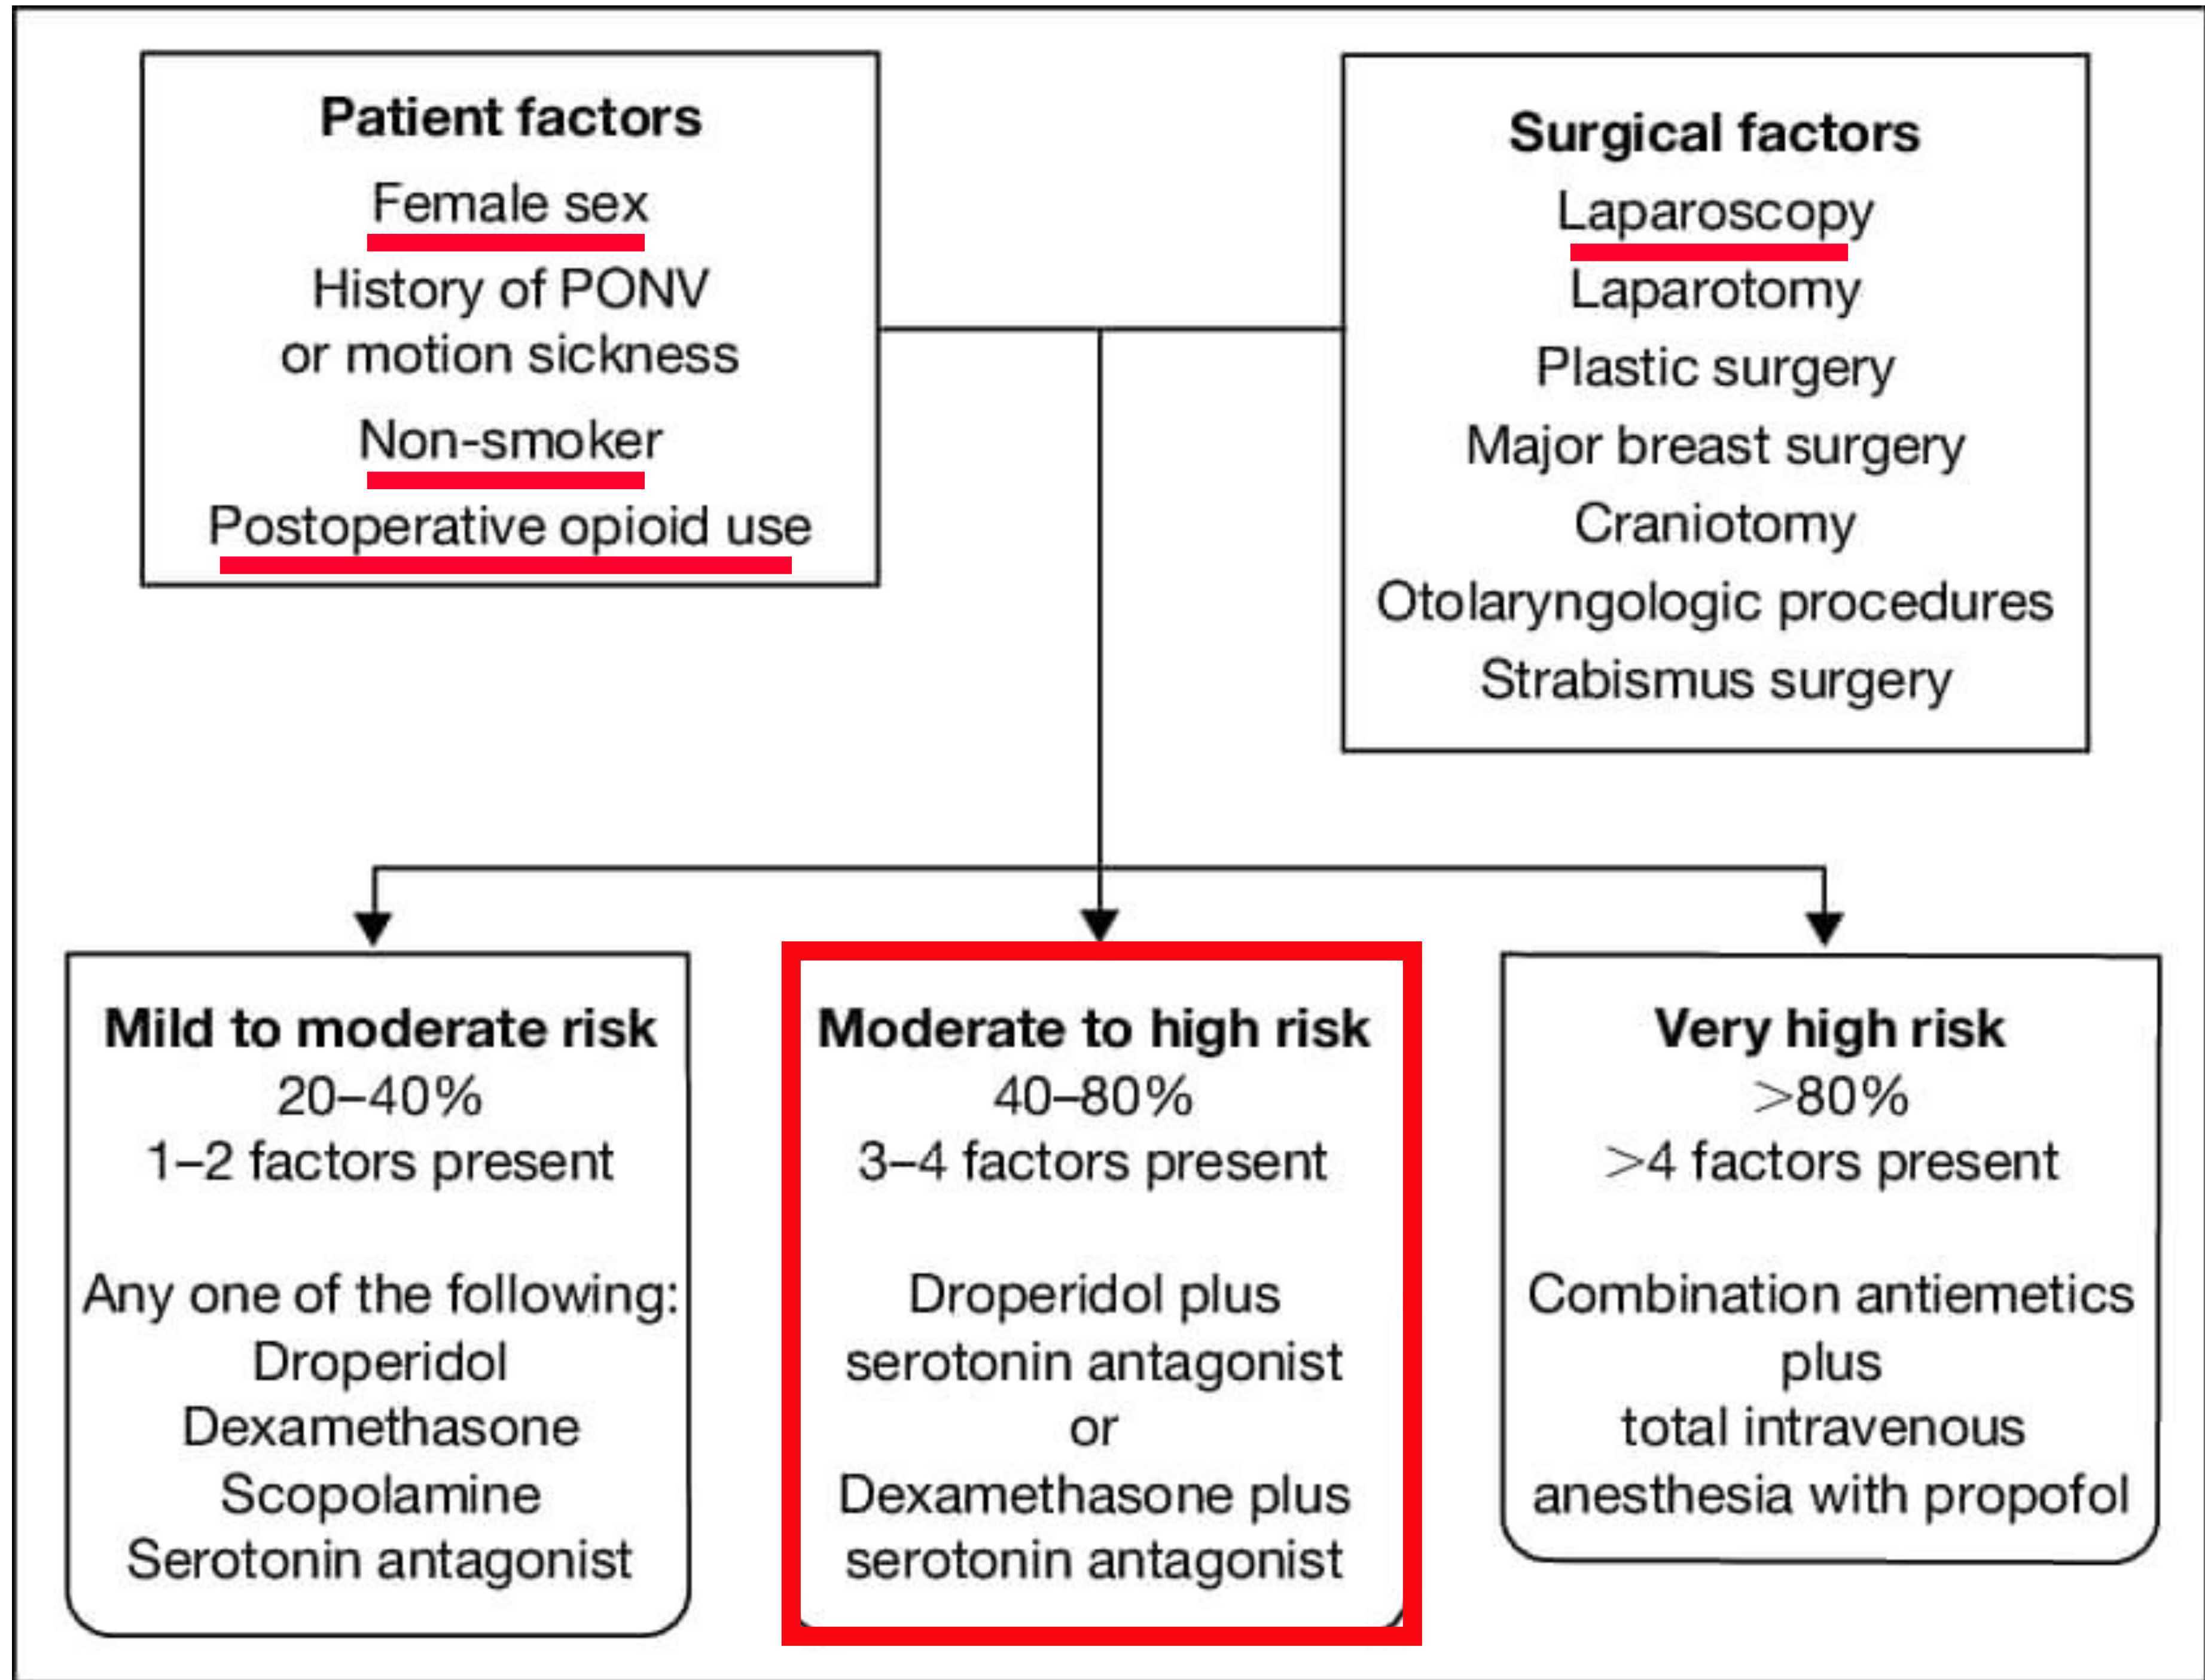 Patient factors
Female sex
History of PONV
or motion sickness
Non-smoker
Postoperative opioid use
Surgical factors
Laparoscopy
Laparotomy
Plastic surgery
Major breast surgery
Craniotomy
Otolaryngologic procedures
Strabismus surgery
Mild to moderate risk
20–40%
1–2 factors present
Any one of the following:
Droperidol
Dexamethasone
Scopolamine
Serotonin antagonist
Moderate to high risk
40–80%
3–4 factors present
Droperidol plus
serotonin antagonist
or
Dexamethasone plus
serotonin antagonist
Very high risk
>80%
>4 factors present
Combination antiemetics
plus
total intravenous
anesthesia with propofol